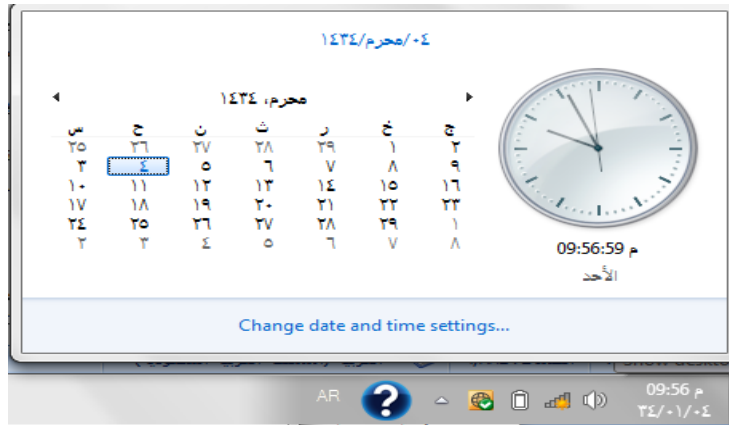 ٠٤/محرم/١٤٣٤
محرم، ١٤٣٤
س ح ن ث ر خ ج
٢٥ ٢٦ ٢٧ ٢٨ ٢٩ ١ ٢
٣ ٤ ٥ ٦ ٧ ٨ ٩
١٠ ١١ ١٢ ١٣ ١٤ ١٥ ١٦
١٧ ١٨ ١٩ ٢٠ ٢١ ٢٢ ٢٣
٢٤ ٢٥ ٢٦ ٢٧ ٢٨ ٢٩ ١
٢ ٣ ٤ ٥ ٦ ٧ ٨
09:56:59 م
الأحد
Change date and time settings...
AR
?
09:56 م
٣٤/٠١/٠٤